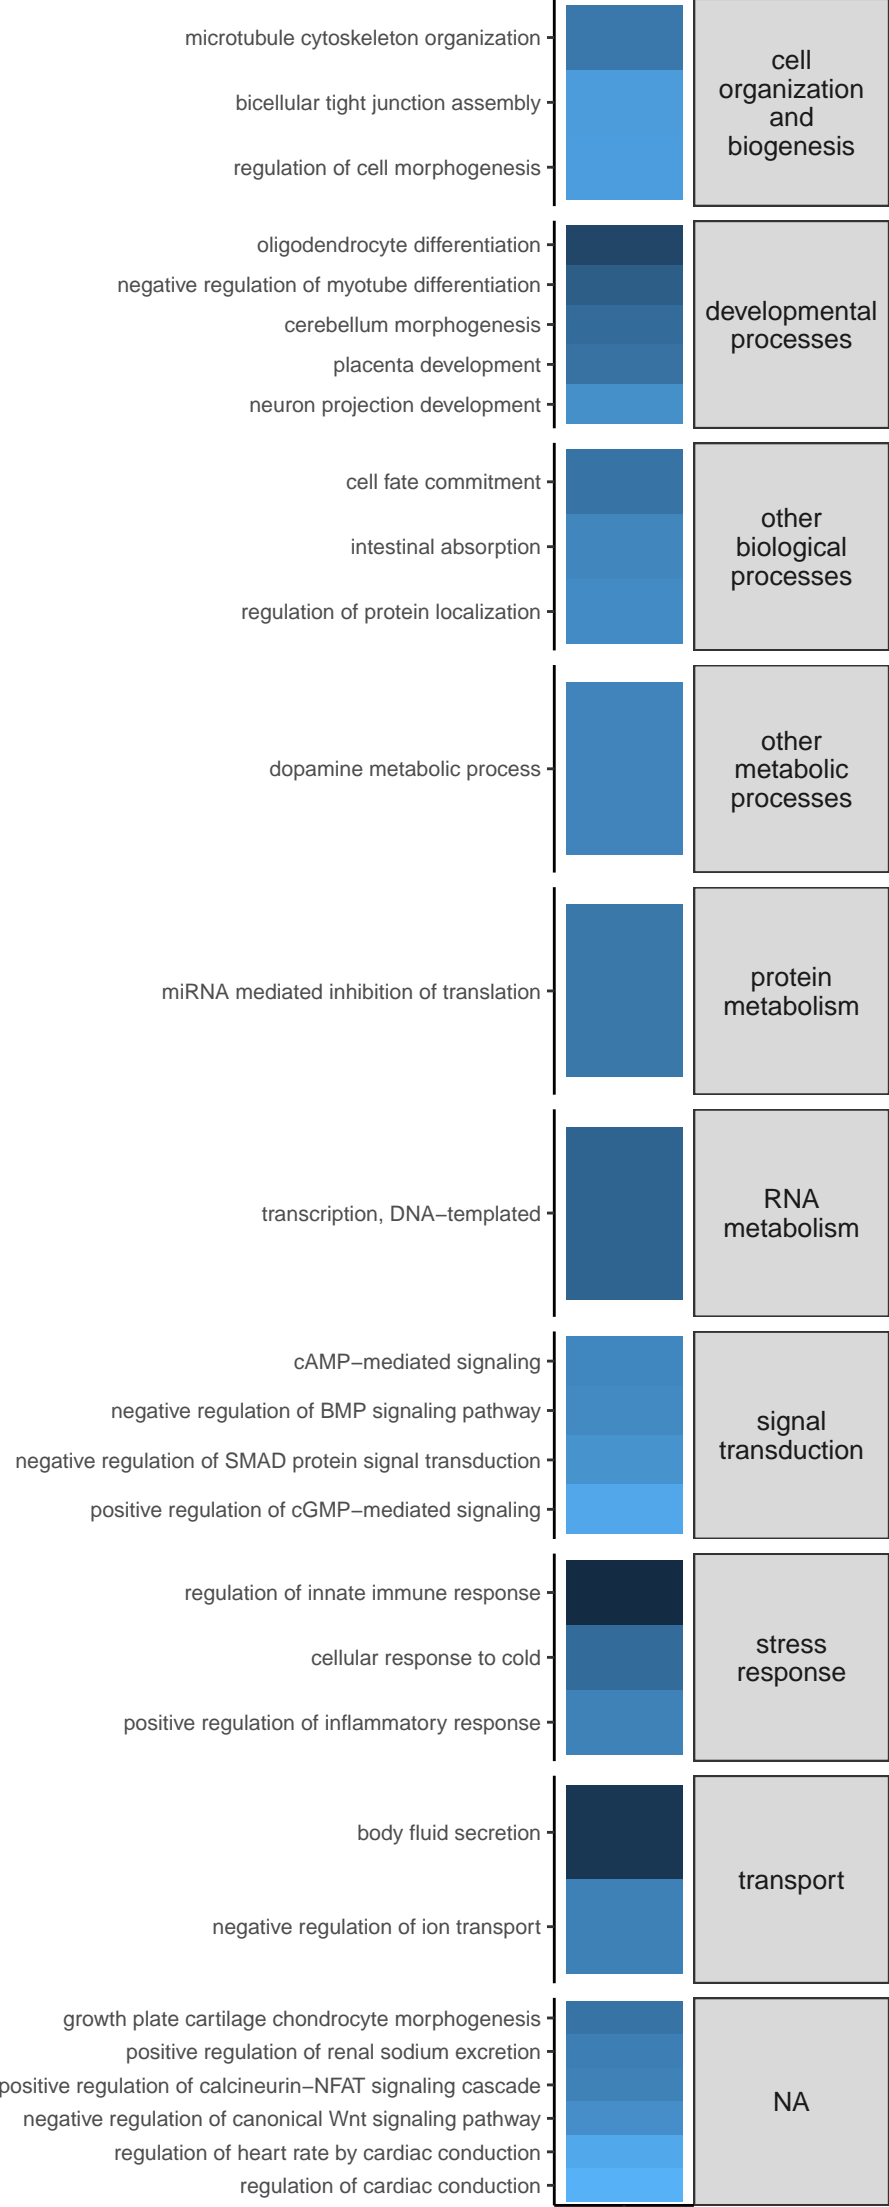 microtubule cytoskeleton organization
bicellular tight junction assembly
regulation of cell morphogenesis
cell
organization
and
biogenesis
oligodendrocyte differentiation
negative regulation of myotube differentiation
cerebellum morphogenesis
placenta development
neuron projection development
developmental
processes
cell fate commitment
intestinal absorption
regulation of protein localization
other
biological
processes
dopamine metabolic process
other
metabolic
processes
miRNA mediated inhibition of translation
protein
metabolism
transcription, DNA−templated
RNA
metabolism
cAMP−mediated signaling
negative regulation of BMP signaling pathway
negative regulation of SMAD protein signal transduction
positive regulation of cGMP−mediated signaling
signal
transduction
regulation of innate immune response
cellular response to cold
positive regulation of inflammatory response
stress
response
body fluid secretion
negative regulation of ion transport
transport
growth plate cartilage chondrocyte morphogenesis
positive regulation of renal sodium excretion
positive regulation of calcineurin−NFAT signaling cascade
negative regulation of canonical Wnt signaling pathway
regulation of heart rate by cardiac conduction
regulation of cardiac conduction
NA